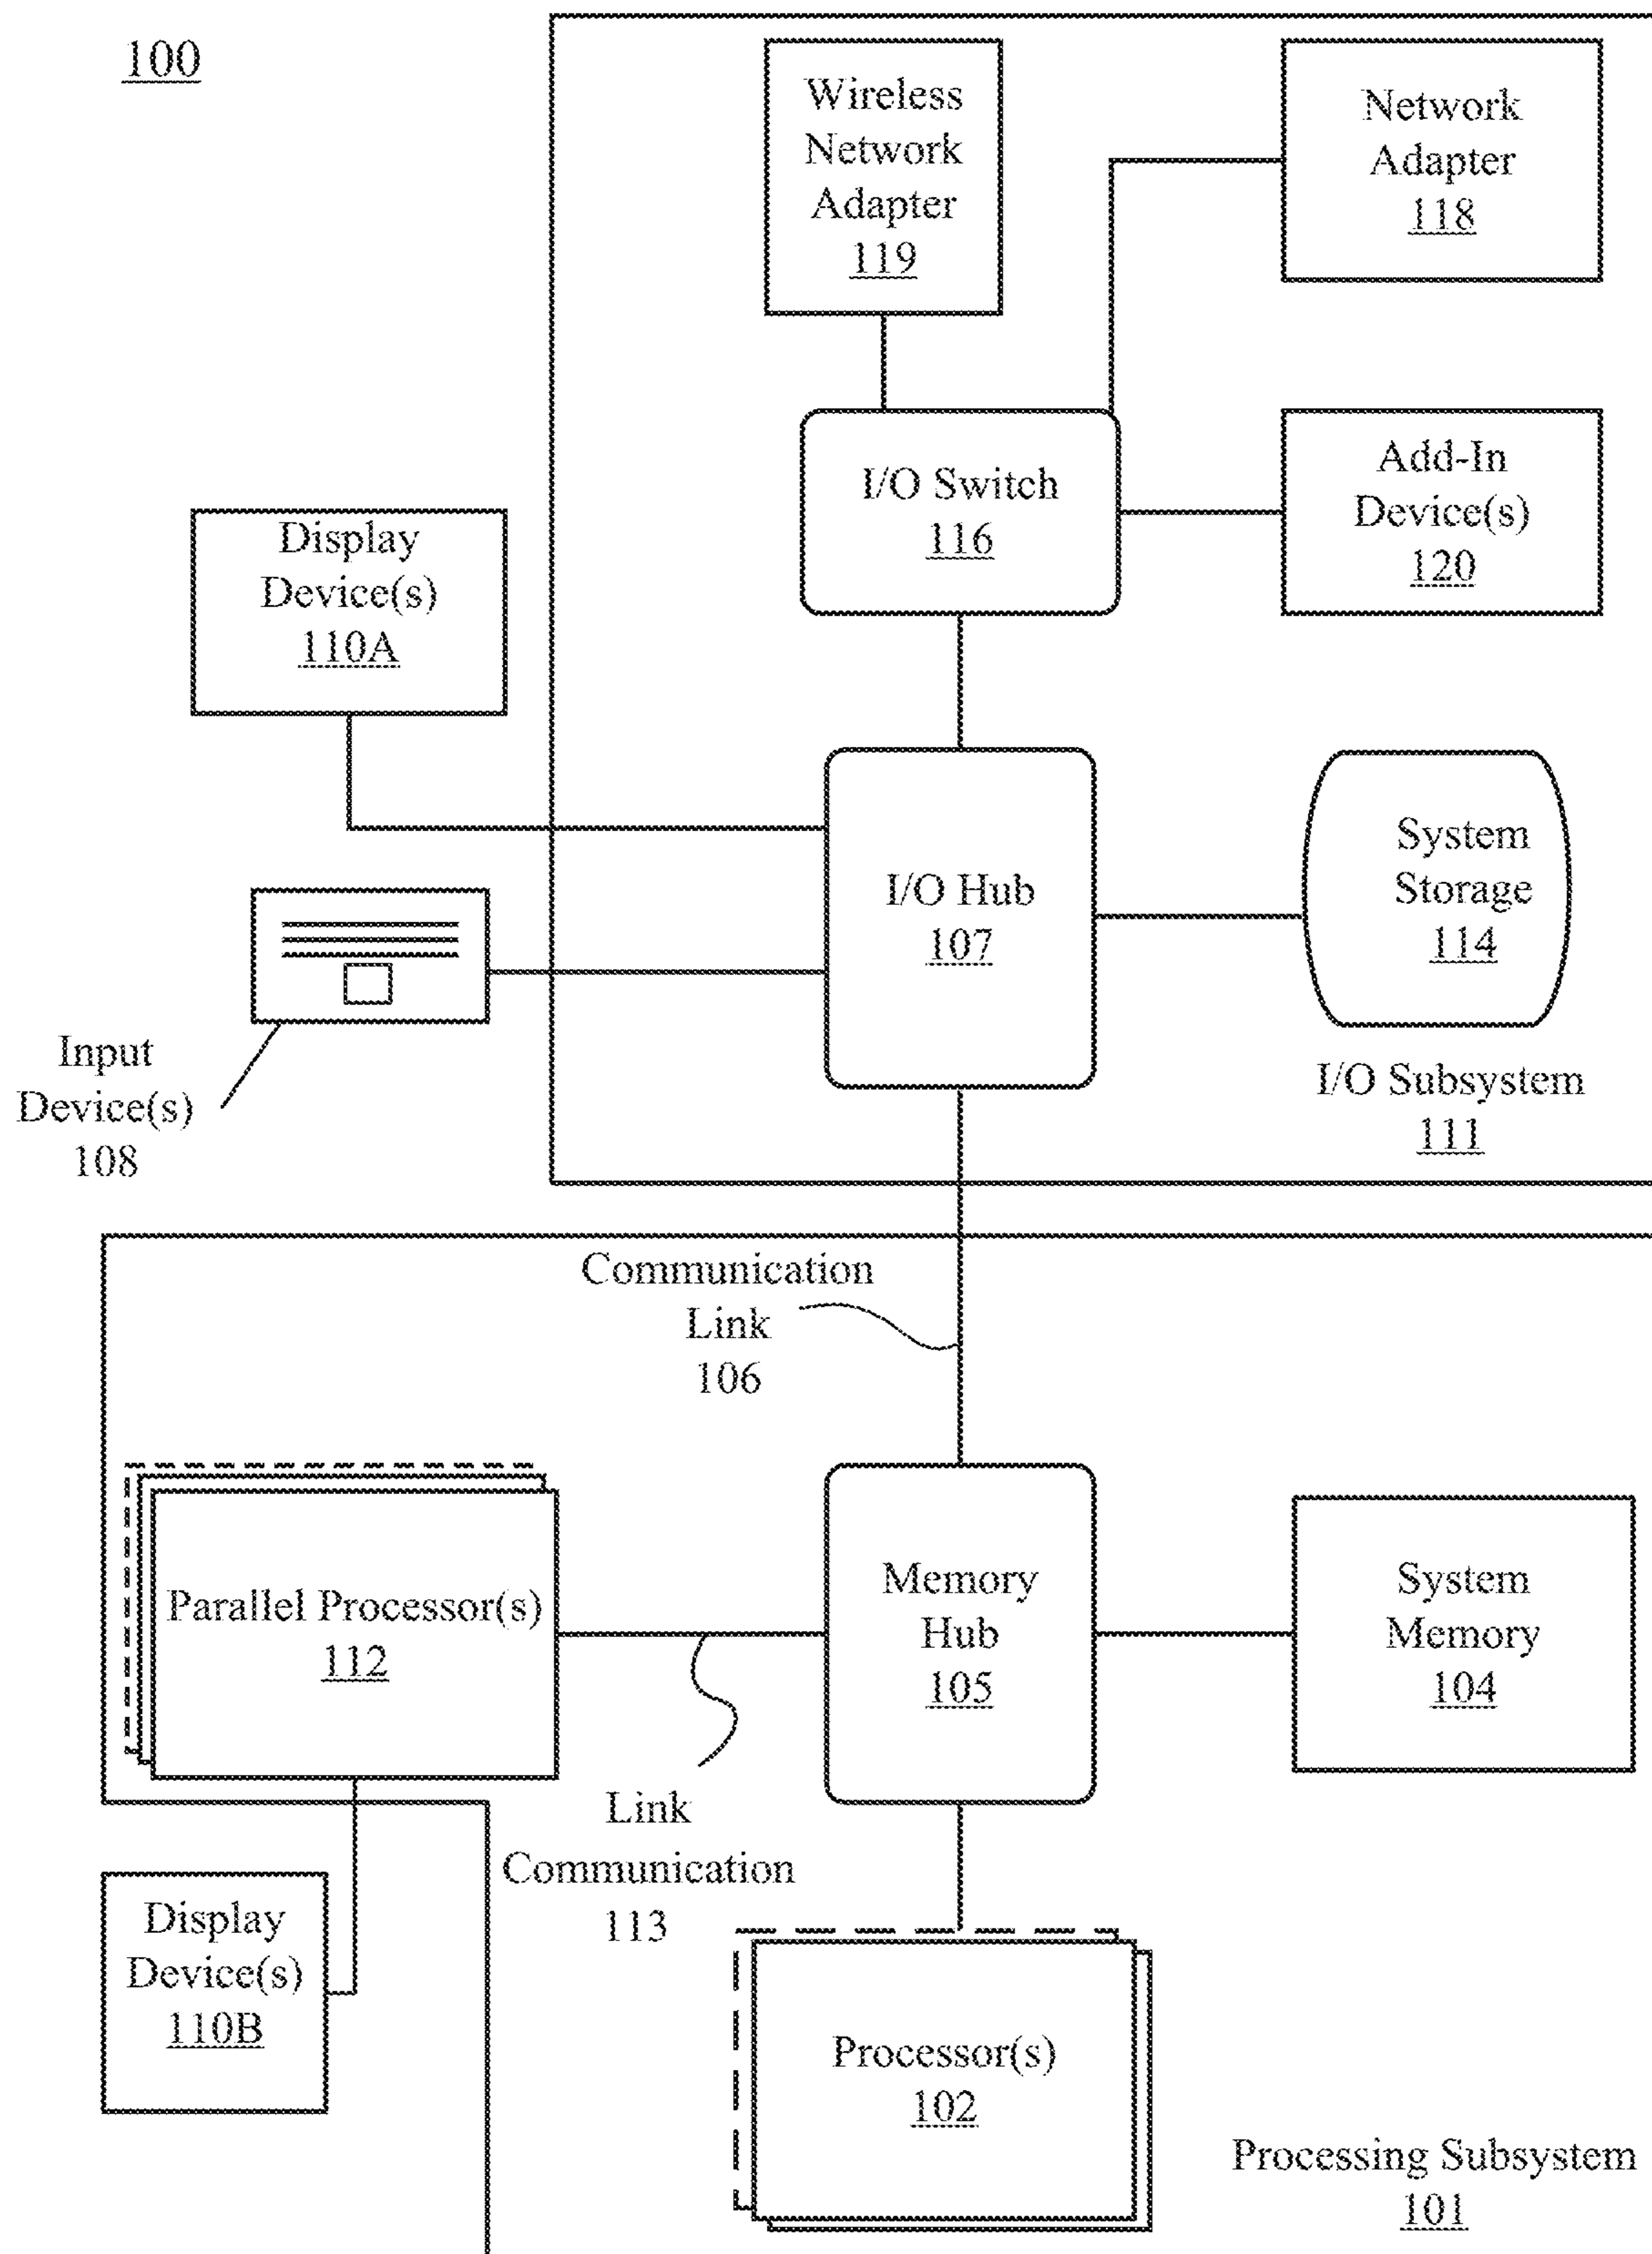 100
Wireless
Network
Adapter
119
Network
Adapter
118
I/O Switch
116
Add-In
Device(s)
120
Display
Device(s)
110A
I/O Hub
107
System
Storage
114
Input
Device(s)
108
I/O Subsystem
111
Communication
Link
106
Parallel Processor(s)
112
Memory
Hub
105
System
Memory
104
Link
Communication
113
Display
Device(s)
110B
Processor(s)
102
Processing Subsystem
101